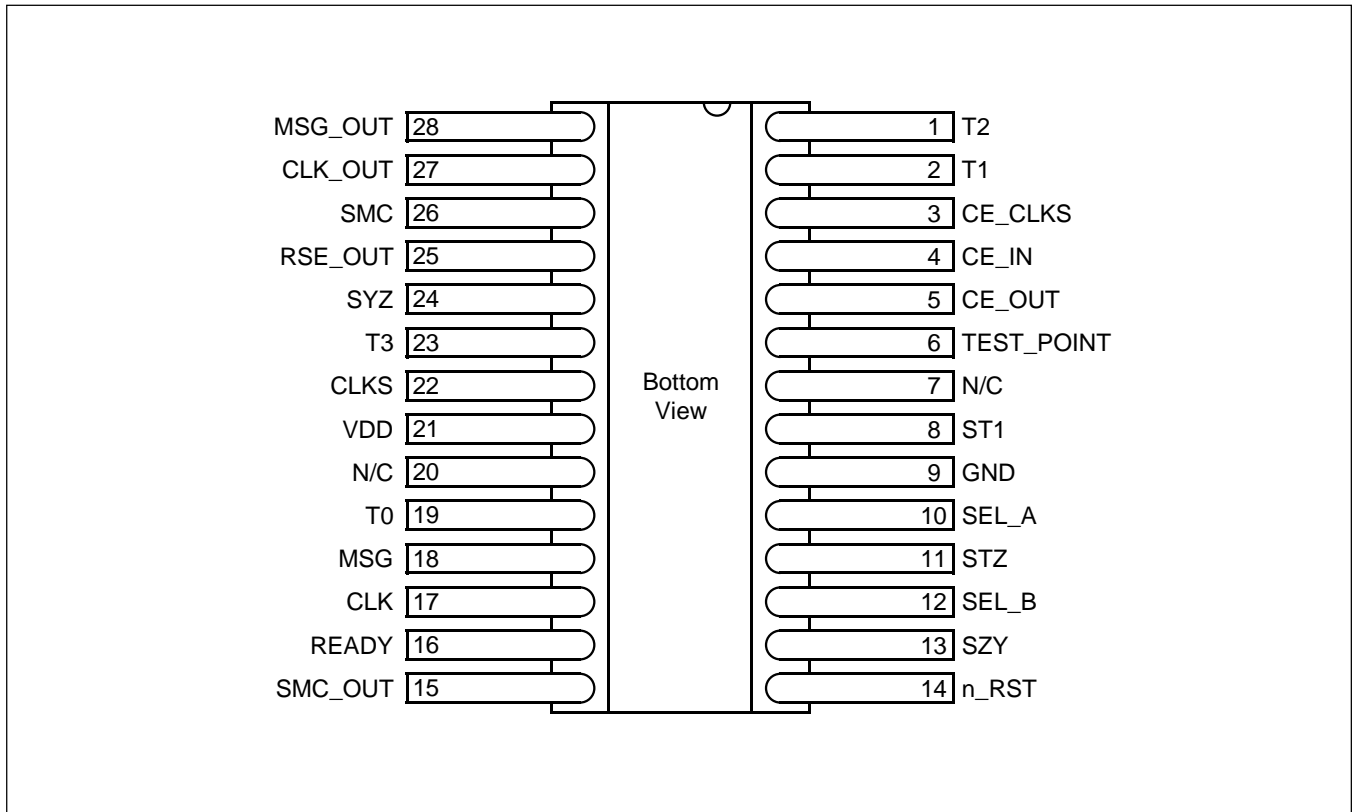 MSG_OUT 28 1 T2
CLK_OUT 27 2 T1
SMC 26 3 CE_CLKS
RSE_OUT 25 4 CE_IN
SYZ 24 5 CE_OUT
T3 23 6 TEST_POINT
CLKS 22 7 N/C
VDD 21 8 ST1
N/C 20 9 GND
T0 19 10 SEL_A
MSG 18 11 STZ
CLK 17 12 SEL_B
READY 16 13 SZY
SMC_OUT 15 14 n_RST
Bottom
View